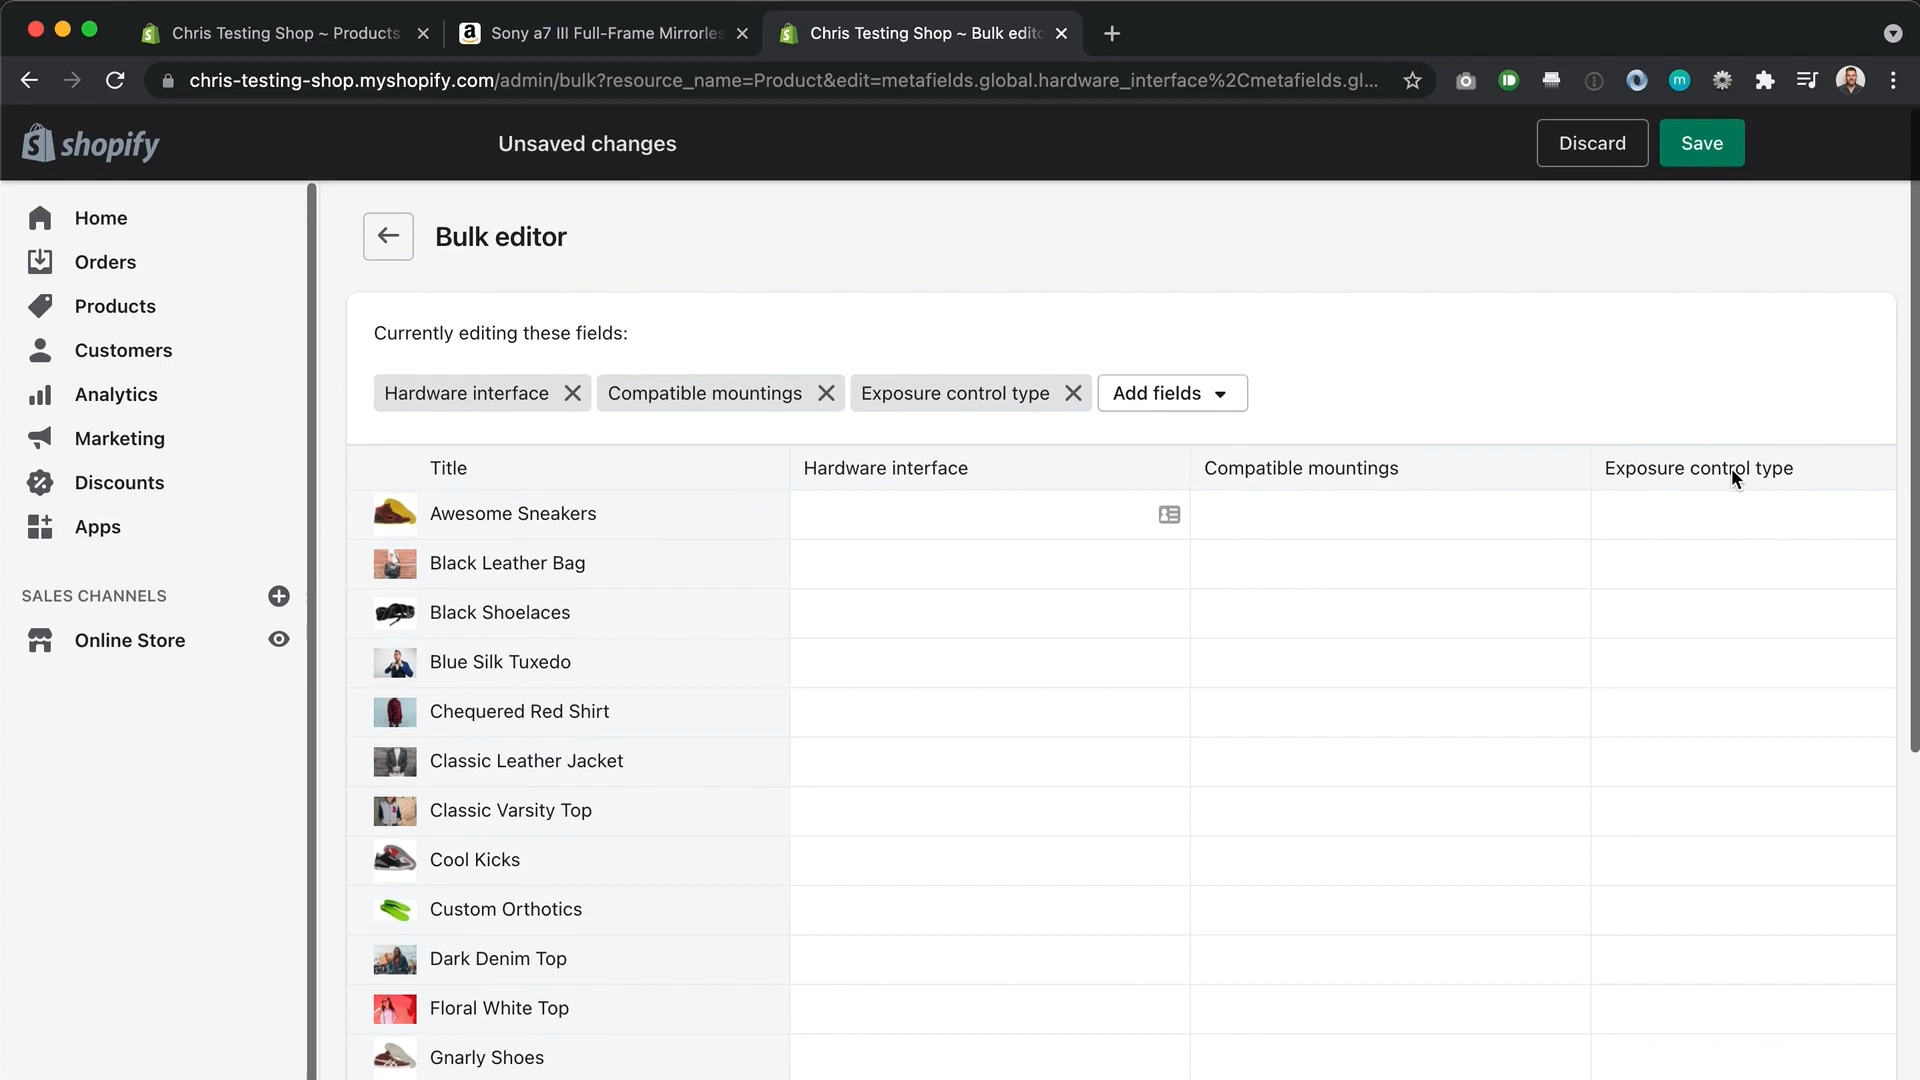 Chris Testing Shop ~ Products
Sony a7 III Full-Frame Mirrorles
Chris Testing Shop ~ Bulk edito
chris-testing-shop.myshopify.com/admin/bulk?resource_name=Product&edit=metafields.global.hardware_interface%2Cmetafields.gl...
shopify
Unsaved changes
Discard
Save
Home
Orders
Products
Customers
Analytics
Marketing
Discounts
Apps
SALES CHANNELS
Online Store
Bulk editor
Currently editing these fields:
Hardware interface
Compatible mountings
Exposure control type
Add fields
Title
Hardware interface
Compatible mountings
Exposure control type
Awesome Sneakers
Black Leather Bag
Black Shoelaces
Blue Silk Tuxedo
Chequered Red Shirt
Classic Leather Jacket
Classic Varsity Top
Cool Kicks
Custom Orthotics
Dark Denim Top
Floral White Top
Gnarly Shoes